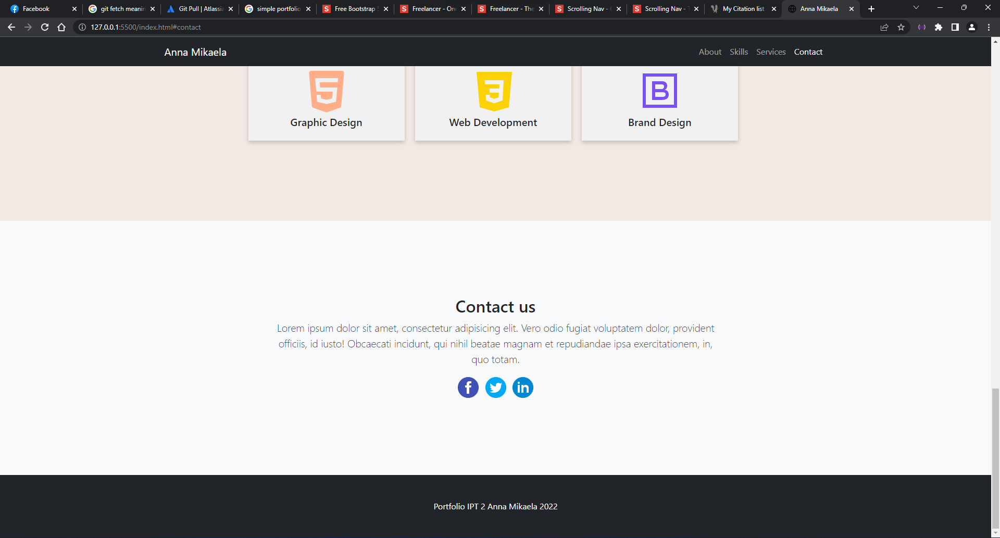 Facebook
git fetch meanin
Git Pull | Atlassia
simple portfolio
Free Bootstrap
Freelancer - One
Freelancer - The
Scrolling Nav -
Scrolling Nav -
My Citation list
Anna Mikaela
127.0.0.1:5500/index.html#contact
Anna Mikaela
About Skills Services Contact
Graphic Design
Web Development
Brand Design
Contact us
Lorem ipsum dolor sit amet, consectetur adipisicing elit. Vero odio fugiat voluptatem dolor, provident
officiis, id iusto! Obcaecati incidunt, qui nihil beatae magnam et repudiandae ipsa exercitationem, in,
quo totam.
Portfolio IPT 2 Anna Mikaela 2022